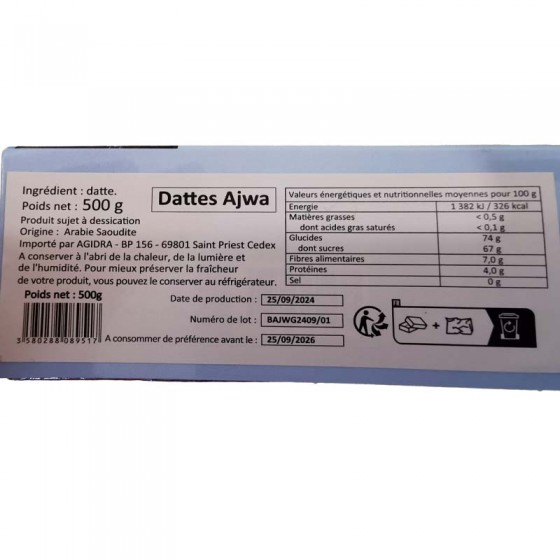 Ingrédient : datte.
Poids net : 500 g
Dattes Ajwa
Produit sujet à dessication
Origine : Arabie Saoudite
Importé par AGIDRA - BP 156 - 69801 Saint Priest Cedex
A conserver à l'abri de la chaleur, de la lumière et
de l'humidité. Pour mieux préserver la fraîcheur
de votre produit, vous pouvez le conserver au réfrigérateur.
Valeurs énergétiques et nutritionnelles moyennes pour 100 g
Energie 1 382 kJ / 326 kcal
Matières grasses < 0,5 g
dont acides gras saturés < 0,1 g
Glucides 74 g
dont sucres 67 g
Fibres alimentaires 7,0 g
Protéines 4,0 g
Sel 0 g
Poids net : 500g
3 580288 089517
Date de production : 25/09/2024
Numéro de lot : BAJWG2409/01
A consommer de préférence avant le : 25/09/2026